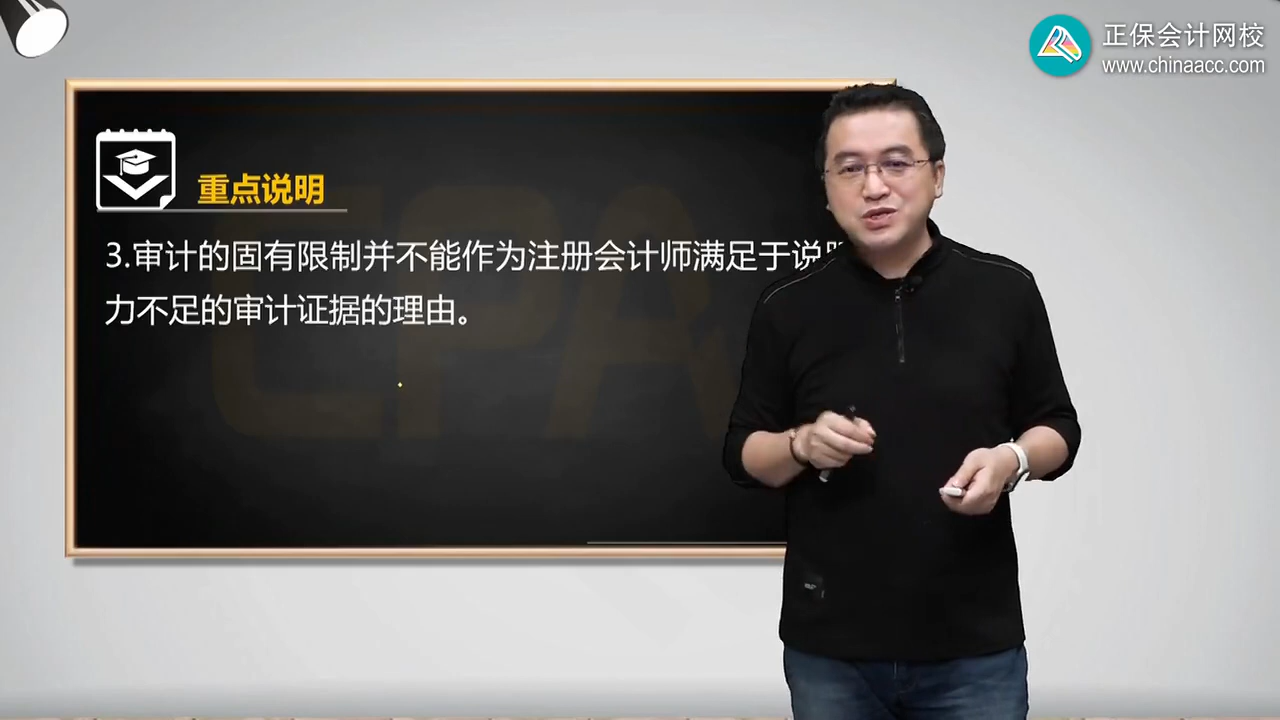 正保会计网校
www.chinaacc.com
重点说明
3.审计的固有限制并不能作为注册会计师满足于说
力不足的审计证据的理由。
CPA